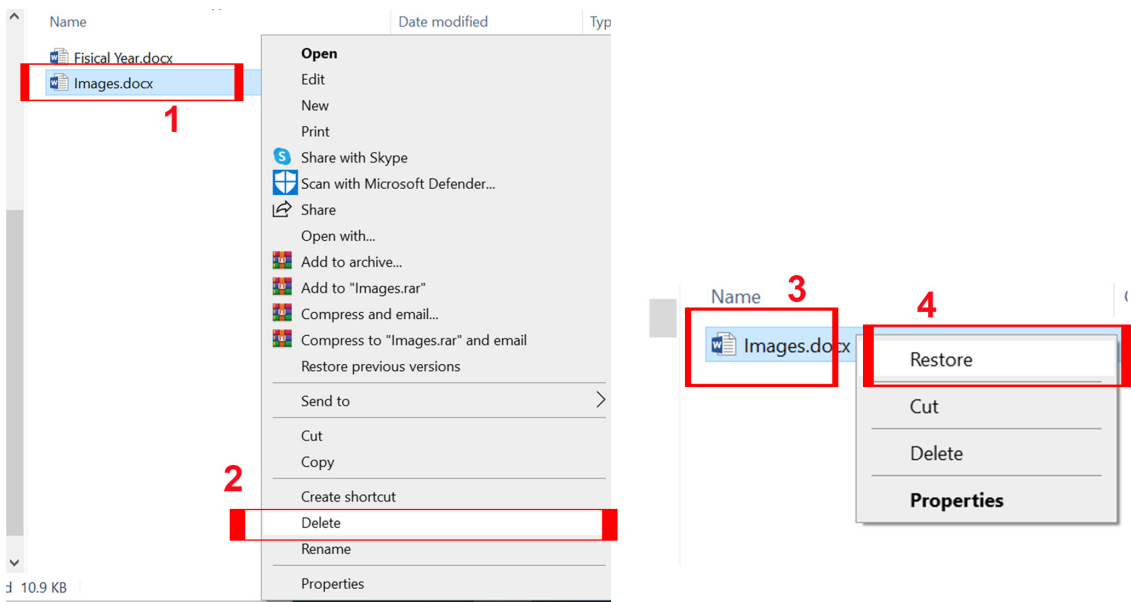 Name Date modified Typ
Fisical Year.docx
Images.docx
1
Open
Edit
New
Print
Share with Skype
Scan with Microsoft Defender...
Share
Open with...
Add to archive...
Add to "Images.rar"
Compress and email...
Compress to "Images.rar" and email
Restore previous versions
Send to
Cut
Copy
2
Create shortcut
Delete
Rename
Properties
d 10.9 KB
Name
3
4
Images.docx
Restore
Cut
Delete
Properties